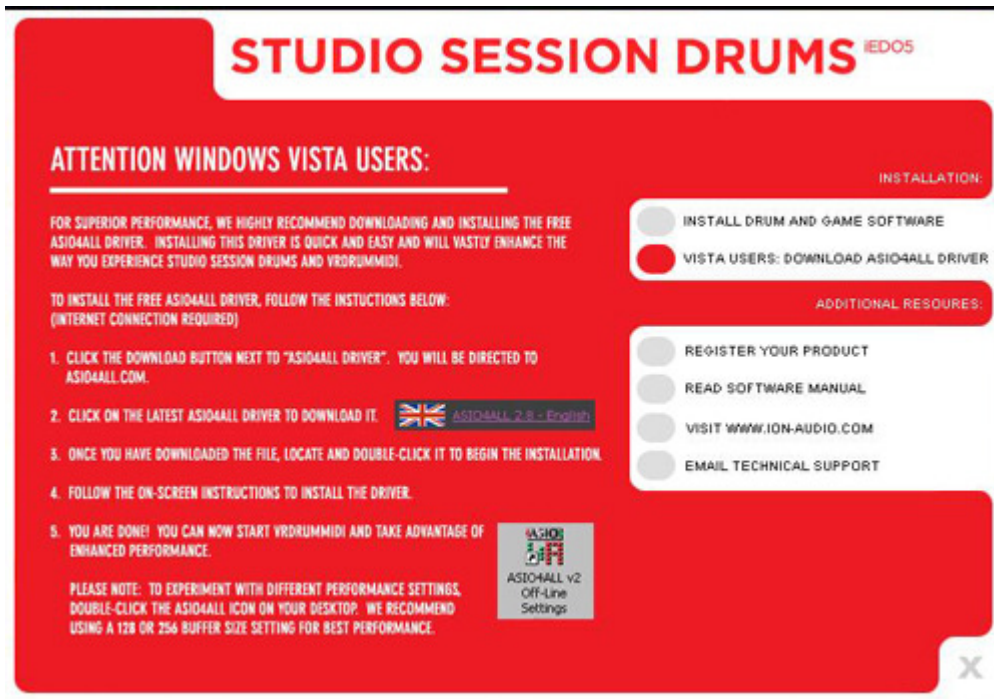 STUDIO SESSION DRUMS iED05
ATTENTION WINDOWS VISTA USERS:
FOR SUPERIOR PERFORMANCE, WE HIGHLY RECOMMEND DOWNLOADING AND INSTALLING THE FREE
ASIO4ALL DRIVER. INSTALLING THIS DRIVER IS QUICK AND EASY AND WILL VASTLY ENHANCE THE
WAY YOU EXPERIENCE STUDIO SESSION DRUMS AND VRDRUMMIDI.
TO INSTALL THE FREE ASIO4ALL DRIVER, FOLLOW THE INSTUCTIONS BELOW:
(INTERNET CONNECTION REQUIRED)
1. CLICK THE DOWNLOAD BUTTON NEXT TO "ASIO4ALL DRIVER". YOU WILL BE DIRECTED TO
ASIO4ALL.COM.
2. CLICK ON THE LATEST ASIO4ALL DRIVER TO DOWNLOAD IT.
ASIO4ALL 2.8 - English
3. ONCE YOU HAVE DOWNLOADED THE FILE, LOCATE AND DOUBLE-CLICK IT TO BEGIN THE INSTALLATION.
4. FOLLOW THE ON-SCREEN INSTRUCTIONS TO INSTALL THE DRIVER.
5. YOU ARE DONE! YOU CAN NOW START VRDRUMMIDI AND TAKE ADVANTAGE OF
ENHANCED PERFORMANCE.
PLEASE NOTE: TO EXPERIMENT WITH DIFFERENT PERFORMANCE SETTINGS,
DOUBLE-CLICK THE ASIO4ALL ICON ON YOUR DESKTOP. WE RECOMMEND
USING A 128 OR 256 BUFFER SIZE SETTING FOR BEST PERFORMANCE.
ASIO
ASIO4ALL v2
Off-Line
Settings
INSTALLATION:
INSTALL DRUM AND GAME SOFTWARE
VISTA USERS: DOWNLOAD ASIO4ALL DRIVER
ADDITIONAL RESOURES:
REGISTER YOUR PRODUCT
READ SOFTWARE MANUAL
VISIT WWW.ION-AUDIO.COM
EMAIL TECHNICAL SUPPORT
X